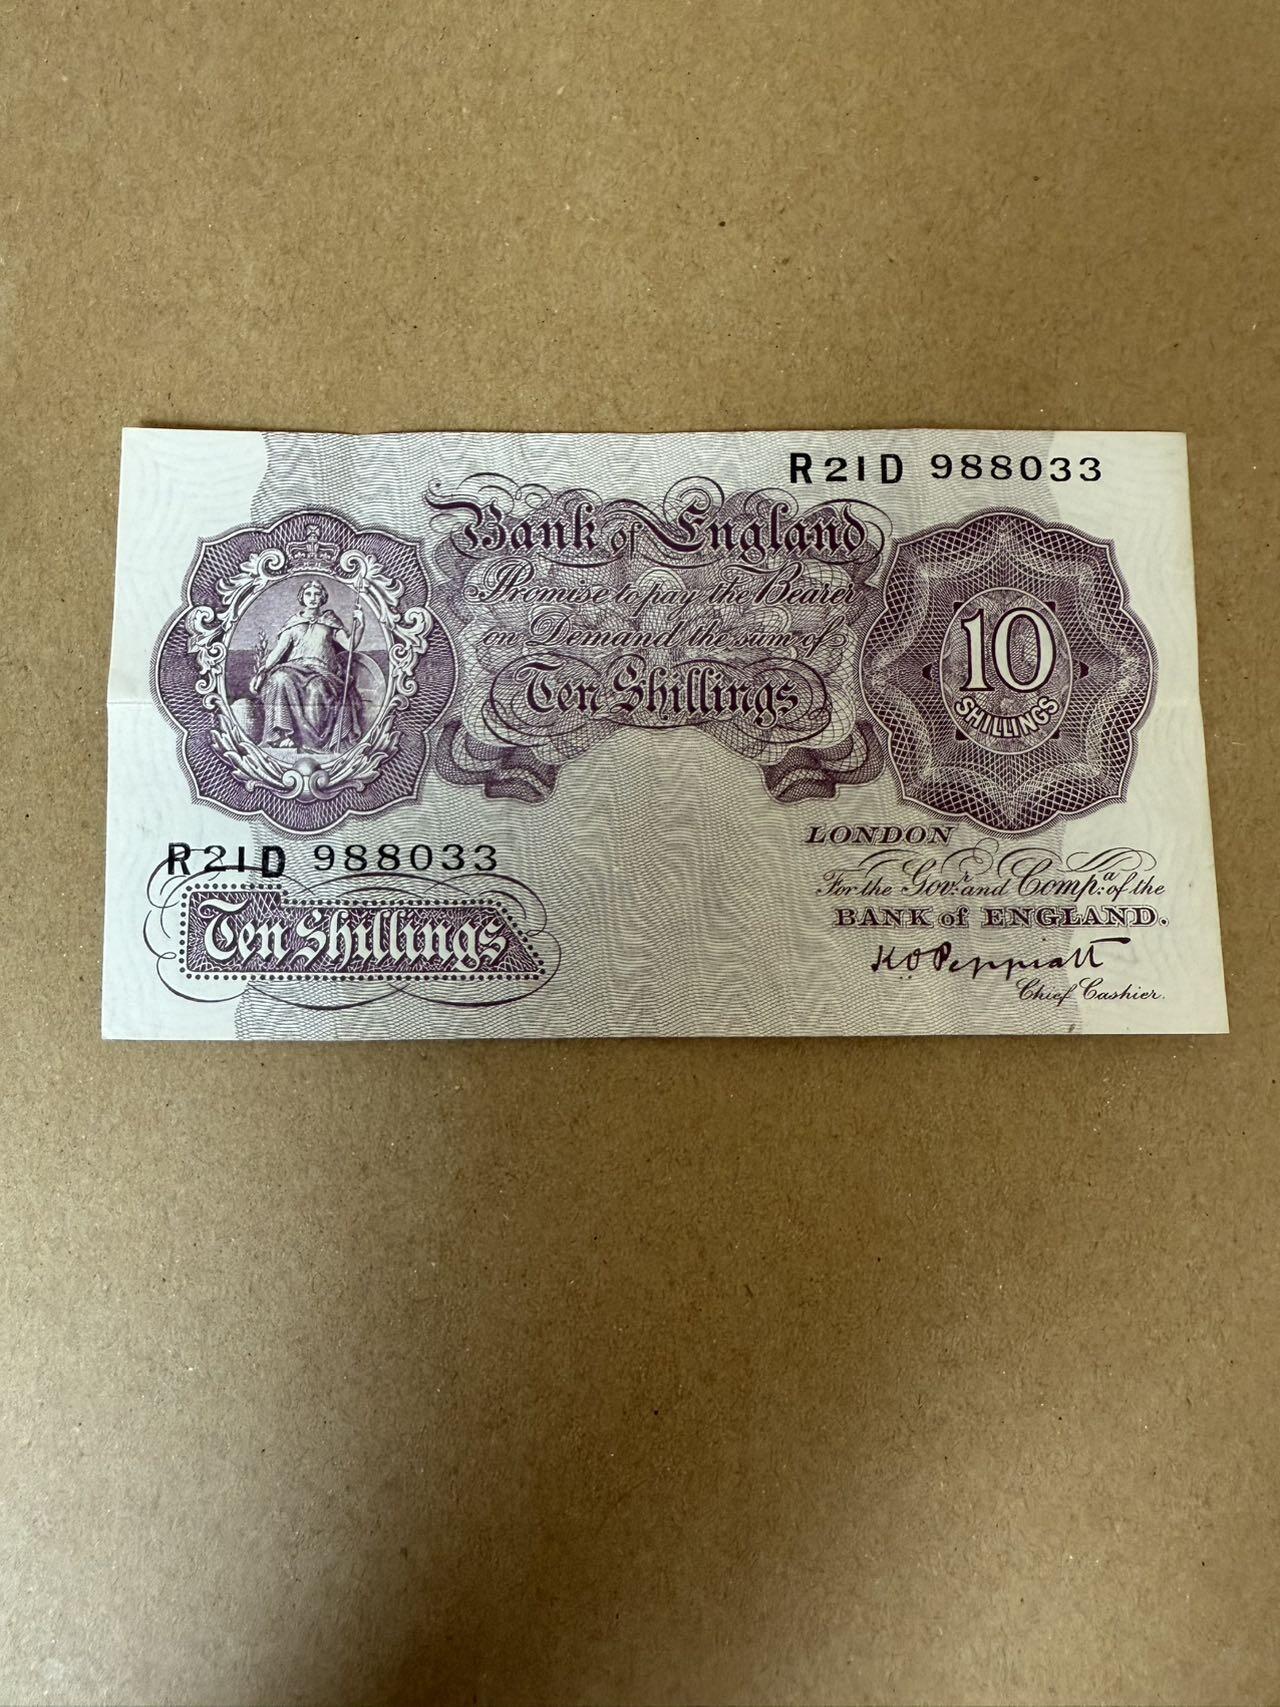 R21D 988033
Bank of England
Promise to pay the Bearer
on Demand the sum of
Ten Shillings
10
SHILLINGS
LONDON
For the Govr. and Compa. of the
BANK of ENGLAND.
K O Peppiatt
Chief Cashier.
R21D 988033
Ten Shillings